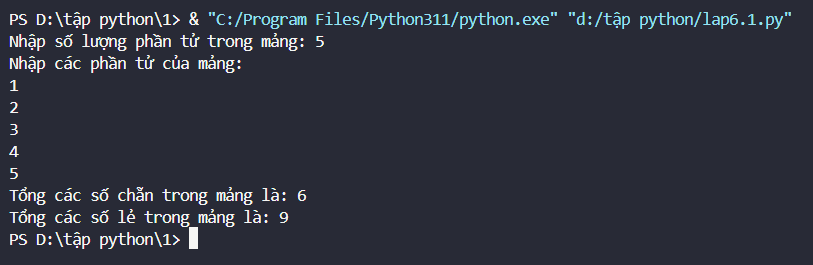 PS D:\tập python\1> & "C:/Program Files/Python311/python.exe" "d:/tập python/lap6.1.py"
Nhập số lượng phần tử trong mảng: 5
Nhập các phần tử của mảng:
1
2
3
4
5
Tổng các số chẵn trong mảng là: 6
Tổng các số lẻ trong mảng là: 9
PS D:\tập python\1>